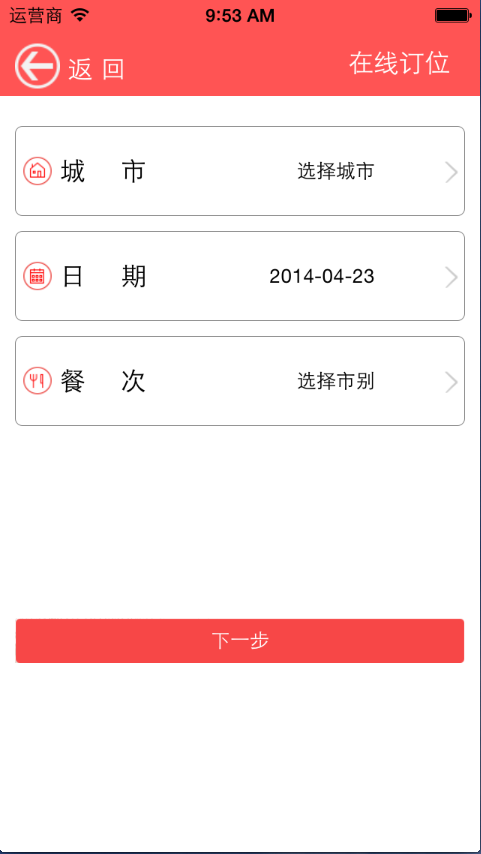 运营商 9:53 AM
返 回 在线订位
城 市 选择城市
日 期 2014-04-23
餐 次 选择市别
下一步